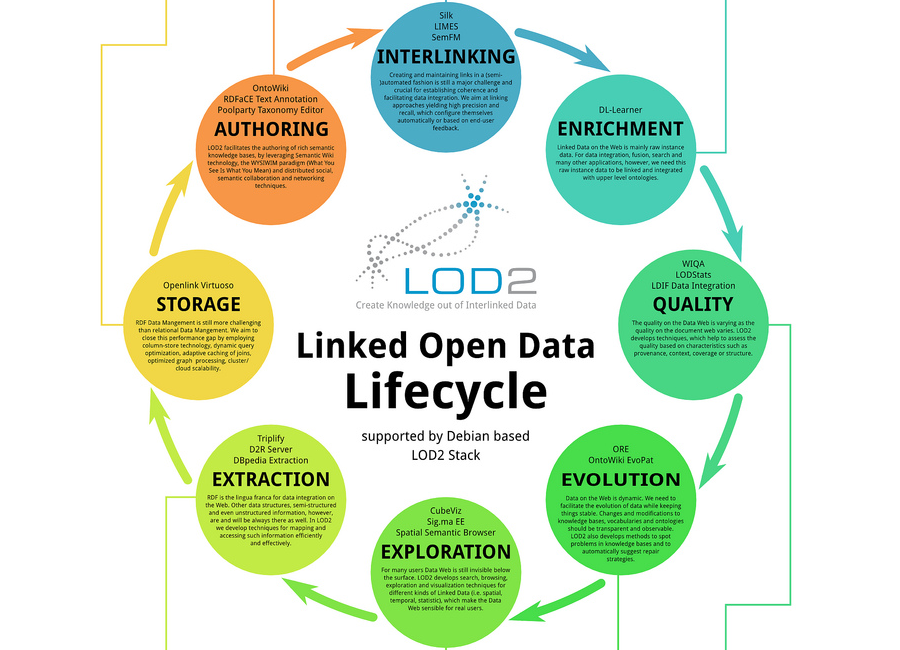 Silk
LIMES
SemFM
INTERLINKING
Creating and maintaining links in a (semi-
)automated fashion is still a major challenge and
crucial for establishing coherence and
facilitating data integration. We aim at linking
approaches yielding high precision and
recall, which configure themselves
automatically or based on end-user
feedback.
DL-Learner
ENRICHMENT
Linked Data on the Web is mainly raw instance
data. For data integration, fusion, search and
many other applications, however, we need this
raw instance data to be linked and integrated
with upper level ontologies.
WIQA
LODStats
LDIF Data Integration
QUALITY
The quality on the Data Web is varying as the
quality on the document web varies. LOD2
develops techniques, which help to assess the
quality based on characteristics such as
provenance, context, coverage or structure.
ORE
OntoWiki EvoPat
EVOLUTION
Data on the Web is dynamic. We need to
facilitate the evolution of data while keeping
things stable. Changes and modifications to
knowledge bases, vocabularies and ontologies
should be transparent and observable.
LOD2 also develops methods to spot
problems in knowledge bases and to
automatically suggest repair
strategies.
CubeViz
Sig.ma EE
Spatial Semantic Browser
EXPLORATION
For many users Data Web is still invisible below
the surface. LOD2 develops search, browsing,
exploration and visualization techniques for
different kinds of Linked Data (i.e. spatial,
temporal, statistic), which make the Data
Web sensible for real users.
Triplify
D2R Server
DBpedia Extraction
EXTRACTION
RDF is the lingua franca for data integration on
the Web. Other data structures, semi-structured
and even unstructured information, however,
are and will be always there as well. In LOD2
we develop techniques for mapping and
accessing such information efficiently
and effectively.
Openlink Virtuoso
STORAGE
RDF Data Mangement is still more challenging
than relational Data Mangement. We aim to
close this performance gap by employing
column-store technology, dynamic query
optimization, adaptive caching of joins,
optimized graph processing, cluster/
cloud scalability.
OntoWiki
RDFaCE Text Annotation
Poolparty Taxonomy Editor
AUTHORING
LOD2 facilitates the authoring of rich semantic
knowledge bases, by leveraging Semantic Wiki
technology, the WYSIWIM paradigm (What You
See Is What You Mean) and distributed social,
semantic collaboration and networking
techniques.
LOD2
Create Knowledge out of Interlinked Data
Linked Open Data
Lifecycle
supported by Debian based
LOD2 Stack